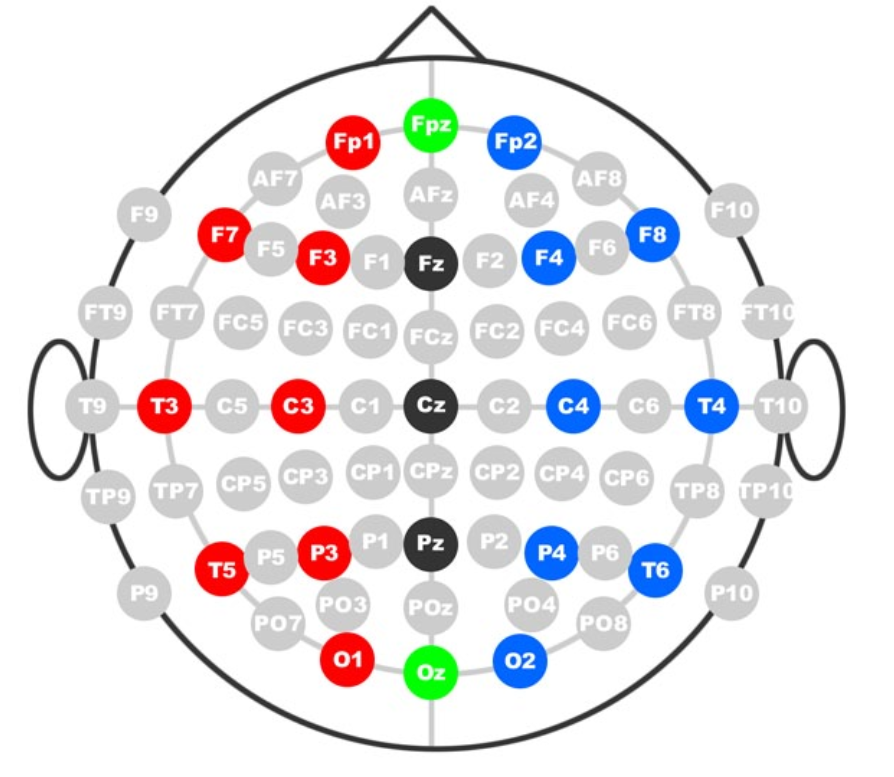 Fpz
Fp1 Fp2
AF7 AF3 AFz AF4 AF8
F9 F10
F7 F5 F3 F1 Fz F2 F4 F6 F8
FT9 FT7 FC5 FC3 FC1 FCz FC2 FC4 FC6 FT8 FT10
T9 T3 C5 C3 C1 Cz C2 C4 C6 T4 T10
TP9 TP7 CP5 CP3 CP1 CPz CP2 CP4 CP6 TP8 TP10
T5 P5 P3 P1 Pz P2 P4 P6 T6
P9 P10
PO7 PO3 POz PO4 PO8
O1 Oz O2